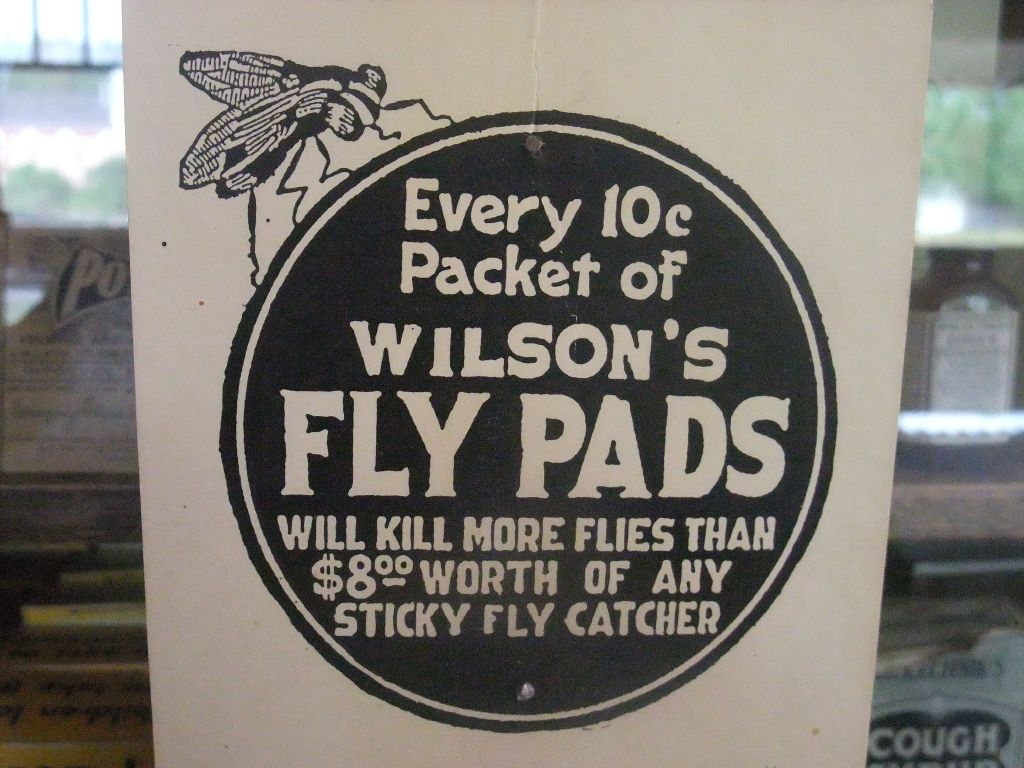 Every 10c
Packet of
WILSON'S
FLY PADS
WILL KILL MORE FLIES THAN
$8.00 WORTH OF ANY
STICKY FLY CATCHER
Po
COUGH